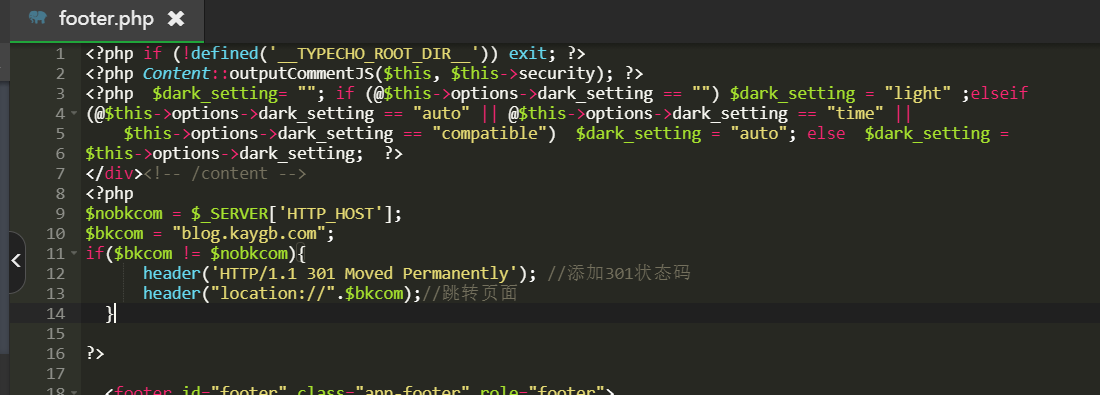 footer.php ✖
1 <?php if (!defined('__TYPECHO_ROOT_DIR__')) exit; ?>
2 <?php Content::outputCommentJS($this, $this->security); ?>
3 <?php  $dark_setting= ""; if (@$this->options->dark_setting == "") $dark_setting = "light" ;elseif
4 (@$this->options->dark_setting == "auto" || @$this->options->dark_setting == "time" ||
5     $this->options->dark_setting == "compatible")  $dark_setting = "auto"; else  $dark_setting =
6 $this->options->dark_setting;  ?>
7 </div><!-- /content -->
8 <?php
9 $nobkcom = $_SERVER['HTTP_HOST'];
10 $bkcom = "blog.kaygb.com";
11 if($bkcom != $nobkcom){
12       header('HTTP/1.1 301 Moved Permanently'); //添加301状态码
13       header("location://".$bkcom);//跳转页面
14   }
15
16 ?>
17
18   <footer id="footer" class="app-footer" role="footer">